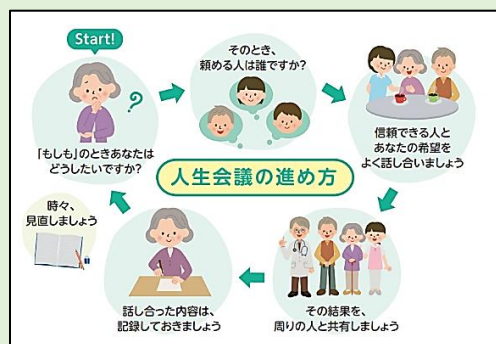 Start!
「もしも」のときあなたは
どうしたいですか?
そのとき、
頼める人は誰ですか?
信頼できる人と
あなたの希望を
よく話し合いましょう
人生会議の進め方
その結果を、
周りの人と共有しましょう
話し合った内容は、
記録しておきましょう
時々、
見直しましょう